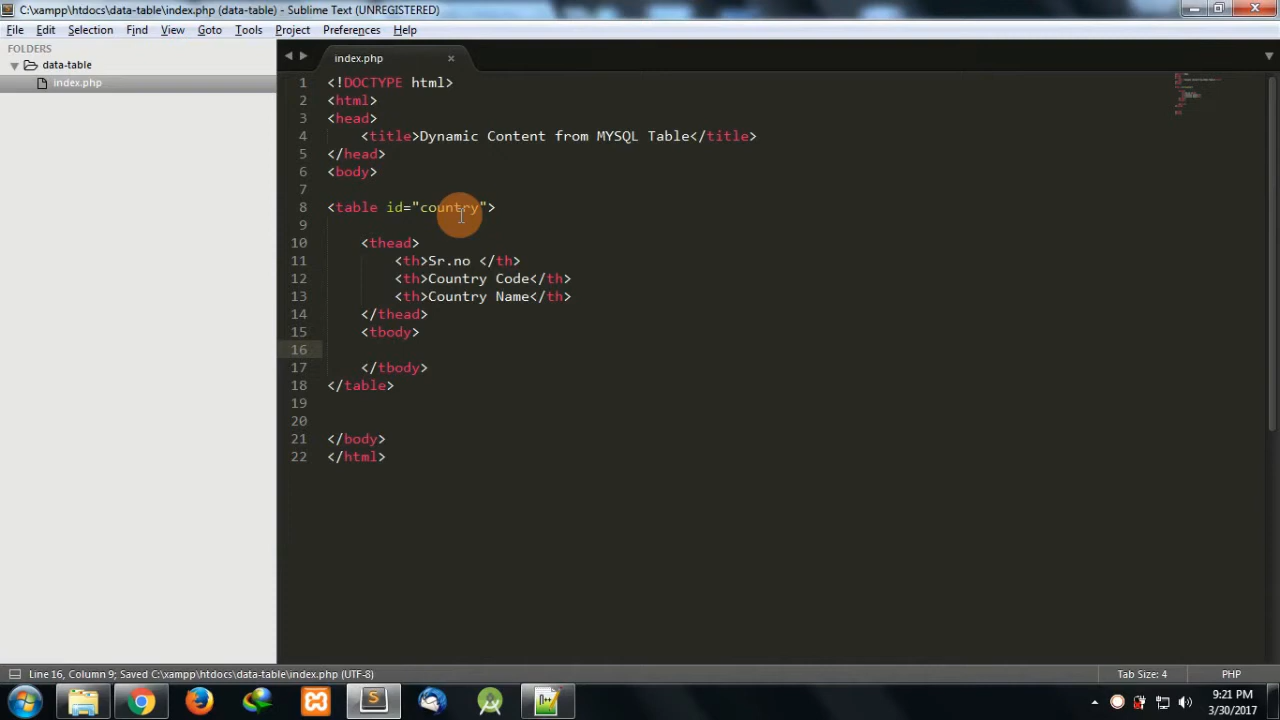 C:\xampp\htdocs\data-table\index.php (data-table) - Sublime Text (UNREGISTERED)
File Edit Selection Find View Goto Tools Project Preferences Help
FOLDERS
data-table
index.php
index.php
1 <!DOCTYPE html>
2 <html>
3 <head>
4 <title>Dynamic Content from MYSQL Table</title>
5 </head>
6 <body>
7
8 <table id="country">
9
10 <thead>
11 <th>Sr.no </th>
12 <th>Country Code</th>
13 <th>Country Name</th>
14 </thead>
15 <tbody>
16
17 </tbody>
18 </table>
19
20
21 </body>
22 </html>
Line 16, Column 9; Saved C:\xampp\htdocs\data-table\index.php (UTF-8) Tab Size: 4 PHP
9:21 PM
3/30/2017